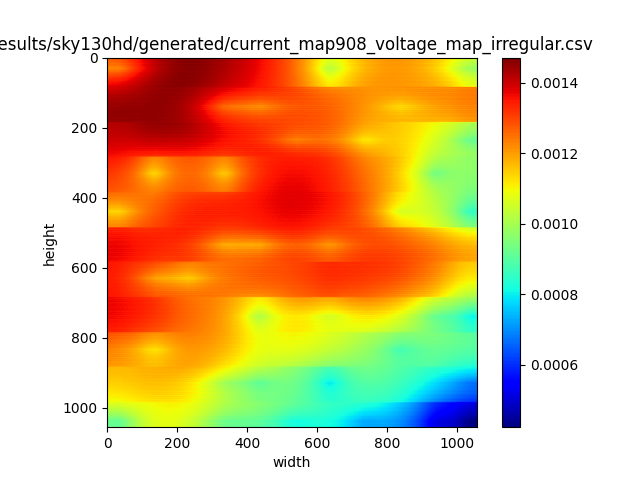 esults/sky130hd/generated/current_map908_voltage_map_irregular.csv
0
200
400
600
800
1000
height
0 200 400 600 800 1000
width
0.0014
0.0012
0.0010
0.0008
0.0006